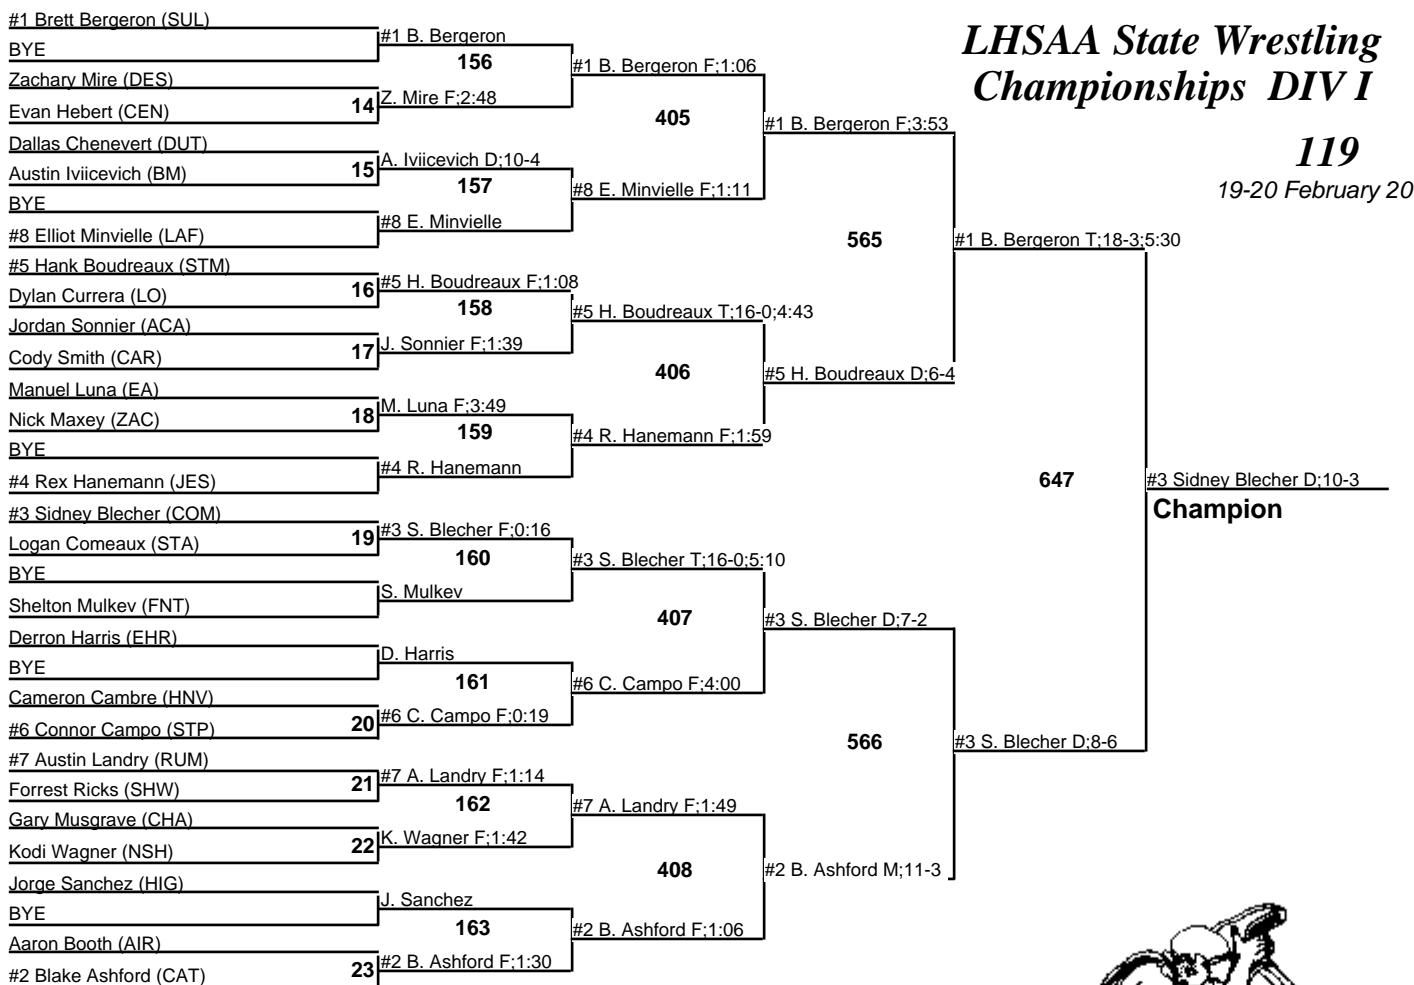 #1 Brett Bergeron (SUL)
BYE
Zachary Mire (DES)
Evan Hebert (CEN)
Dallas Chenevert (DUT)
Austin Iviicevich (BM)
BYE
#8 Elliot Minvielle (LAF)
#5 Hank Boudreaux (STM)
Dylan Currera (LO)
Jordan Sonnier (ACA)
Cody Smith (CAR)
Manuel Luna (EA)
Nick Maxey (ZAC)
BYE
#4 Rex Hanemann (JES)
#3 Sidney Blecher (COM)
Logan Comeaux (STA)
BYE
Shelton Mulkev (FNT)
Derron Harris (EHR)
BYE
Cameron Cambre (HNV)
#6 Connor Campo (STP)
#7 Austin Landry (RUM)
Forrest Ricks (SHW)
Gary Musgrave (CHA)
Kodi Wagner (NSH)
Jorge Sanchez (HIG)
BYE
Aaron Booth (AIR)
#2 Blake Ashford (CAT)
14
15
16
17
18
19
20
21
22
23
#1 B. Bergeron
156
Z. Mire F;2:48
A. Iviicevich D;10-4
157
#8 E. Minvielle
#5 H. Boudreaux F;1:08
158
J. Sonnier F;1:39
M. Luna F;3:49
159
#4 R. Hanemann
#3 S. Blecher F;0:16
160
S. Mulkev
D. Harris
161
#6 C. Campo F;0:19
#7 A. Landry F;1:14
162
K. Wagner F;1:42
J. Sanchez
163
#2 B. Ashford F;1:30
#1 B. Bergeron F;1:06
405
#8 E. Minvielle F;1:11
#5 H. Boudreaux T;16-0;4:43
406
#4 R. Hanemann F;1:59
#3 S. Blecher T;16-0;5:10
407
#6 C. Campo F;4:00
#7 A. Landry F;1:49
408
#2 B. Ashford F;1:06
#1 B. Bergeron F;3:53
565
#5 H. Boudreaux D;6-4
#3 S. Blecher D;7-2
566
#2 B. Ashford M;11-3
#1 B. Bergeron T;18-3;5:30
647
#3 S. Blecher D;8-6
#3 Sidney Blecher D;10-3
Champion
LHSAA State Wrestling
Championships DIV I
119
19-20 February 20